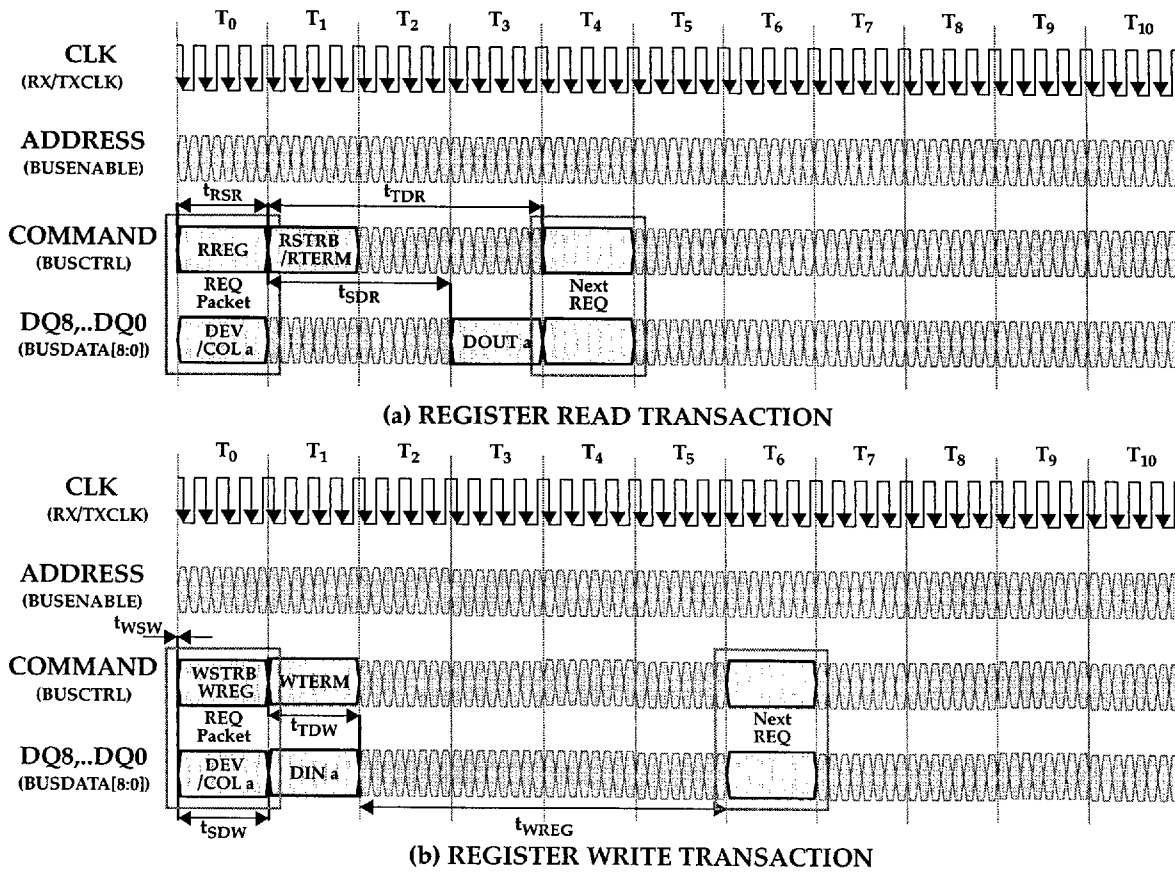 T0 T1 T2 T3 T4 T5 T6 T7 T8 T9 T10
CLK
(RX/TXCLK)
ADDRESS
(BUSENABLE)
tRSR
tTDR
COMMAND
(BUSCTRL)
RREG
RSTRB
/RTERM
REQ
Packet
tSDR
Next
REQ
DQ8,..DQ0
(BUSDATA[8:0])
DEV
/COL a
DOUT a
(a) REGISTER READ TRANSACTION
T0 T1 T2 T3 T4 T5 T6 T7 T8 T9 T10
CLK
(RX/TXCLK)
ADDRESS
(BUSENABLE)
tWSW
COMMAND
(BUSCTRL)
WSTRB
WREG
WTERM
REQ
Packet
tTDW
Next
REQ
DQ8,..DQ0
(BUSDATA[8:0])
DEV
/COL a
DIN a
tSDW
tWREG
(b) REGISTER WRITE TRANSACTION